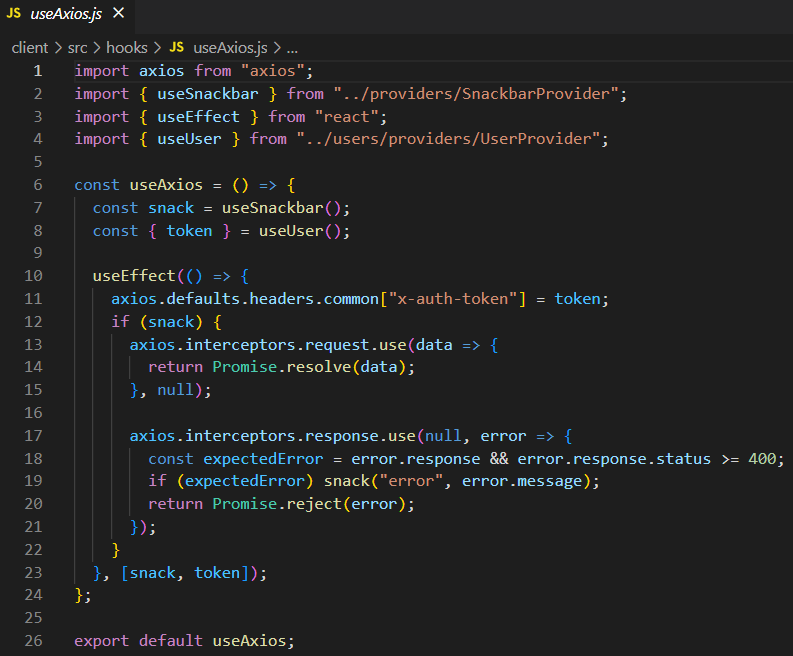 JS useAxios.js ×
client > src > hooks > JS useAxios.js > ...
1 import axios from "axios";
2 import { useSnackbar } from "../providers/SnackbarProvider";
3 import { useEffect } from "react";
4 import { useUser } from "../users/providers/UserProvider";
5
6 const useAxios = () => {
7   const snack = useSnackbar();
8   const { token } = useUser();
9
10   useEffect(() => {
11     axios.defaults.headers.common["x-auth-token"] = token;
12     if (snack) {
13       axios.interceptors.request.use(data => {
14         return Promise.resolve(data);
15       }, null);
16
17       axios.interceptors.response.use(null, error => {
18         const expectedError = error.response && error.response.status >= 400;
19         if (expectedError) snack("error", error.message);
20         return Promise.reject(error);
21       });
22     }
23   }, [snack, token]);
24 };
25
26 export default useAxios;